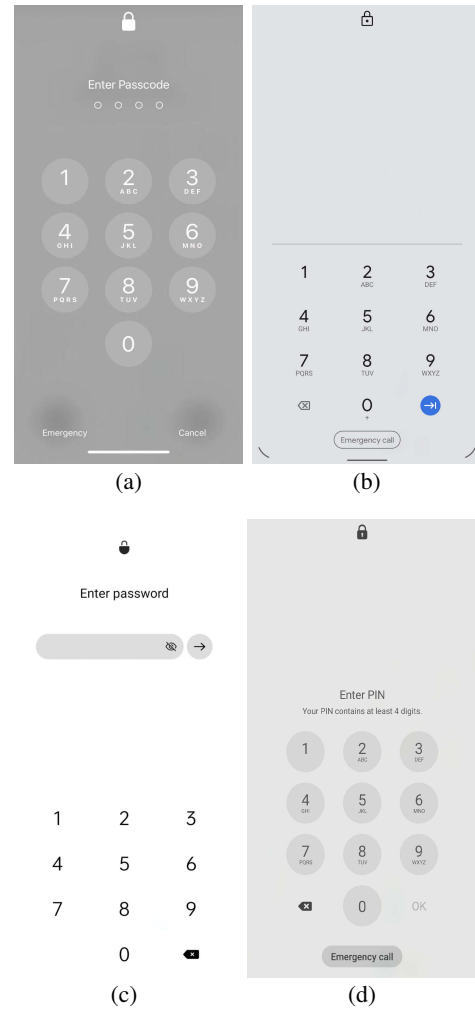 Enter Passcode
1 2 3
ABC DEF
4 5 6
GHI JKL MNO
7 8 9
PQRS TUV WXYZ
0
Emergency Cancel
(a)
1 2 3
ABC DEF
4 5 6
GHI JKL MNO
7 8 9
PQRS TUV WXYZ
0
+
Emergency call
(b)
Enter password
1 2 3
4 5 6
7 8 9
0
(c)
Enter PIN
Your PIN contains at least 4 digits.
1 2 3
ABC DEF
4 5 6
GHI JKL MNO
7 8 9
PQRS TUV WXYZ
0 OK
Emergency call
(d)